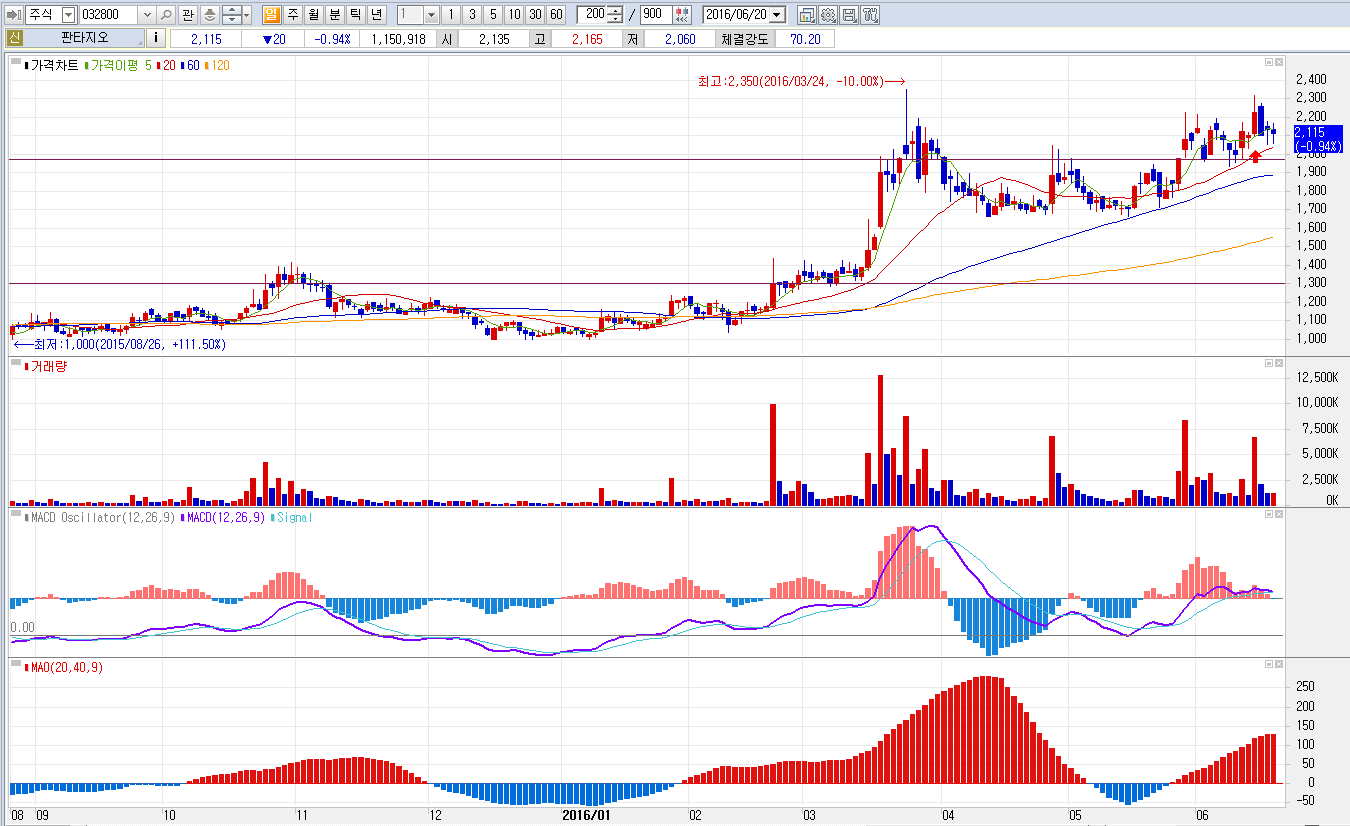 주식 032800 관 일 주 월 분 틱 년 1 1 3 5 10 30 60 200 / 900 2016/06/20
신 판타지오 i 2,115 ▼20 -0.94% 1,150,918 시 2,135 고 2,165 저 2,060 체결강도 70.20
가격차트 가격이평 5 20 60 120
최고:2,350(2016/03/24, -10.00%)
2,400
2,300
2,200
2,115
(-0.94%)
2,000
1,900
1,800
1,700
1,600
1,500
1,400
1,300
1,200
1,100
1,000
최저:1,000(2015/08/26, +111.50%)
거래량
12,500K
10,000K
7,500K
5,000K
2,500K
0K
MACD Oscillator(12,26,9) MACD(12,26,9) Signal
0.00
MAO(20,40,9)
250
200
150
100
50
0
-50
08 09 10 11 12 2016/01 02 03 04 05 06